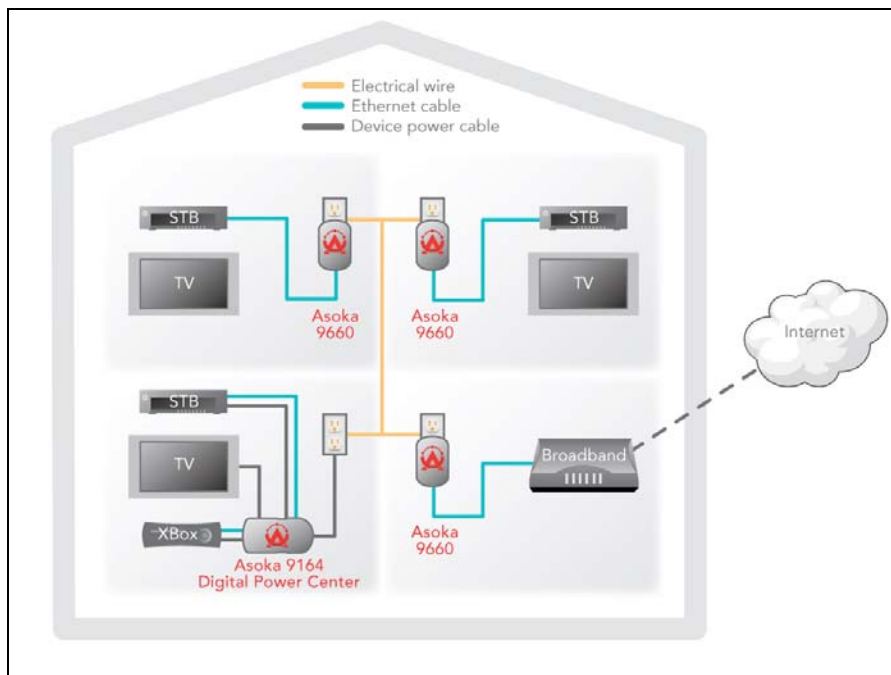 Electrical wire
Ethernet cable
Device power cable
STB
STB
TV
TV
Asoka
9660
Asoka
9660
Internet
STB
TV
XBox
Broadband
Asoka
9660
Asoka 9164
Digital Power Center